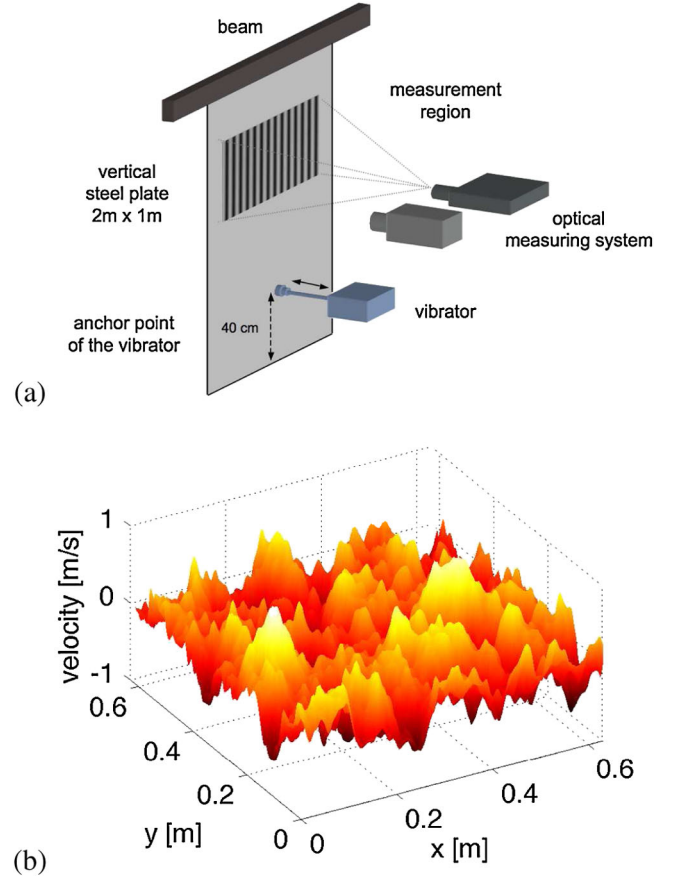 beam
measurement
region
vertical
steel plate
2m x 1m
optical
measuring system
anchor point
of the vibrator
40 cm
vibrator
(a)
1
0
-1
velocity [m/s]
0.6
0.4
0.2
0
y [m]
0
0.2
0.4
0.6
x [m]
(b)